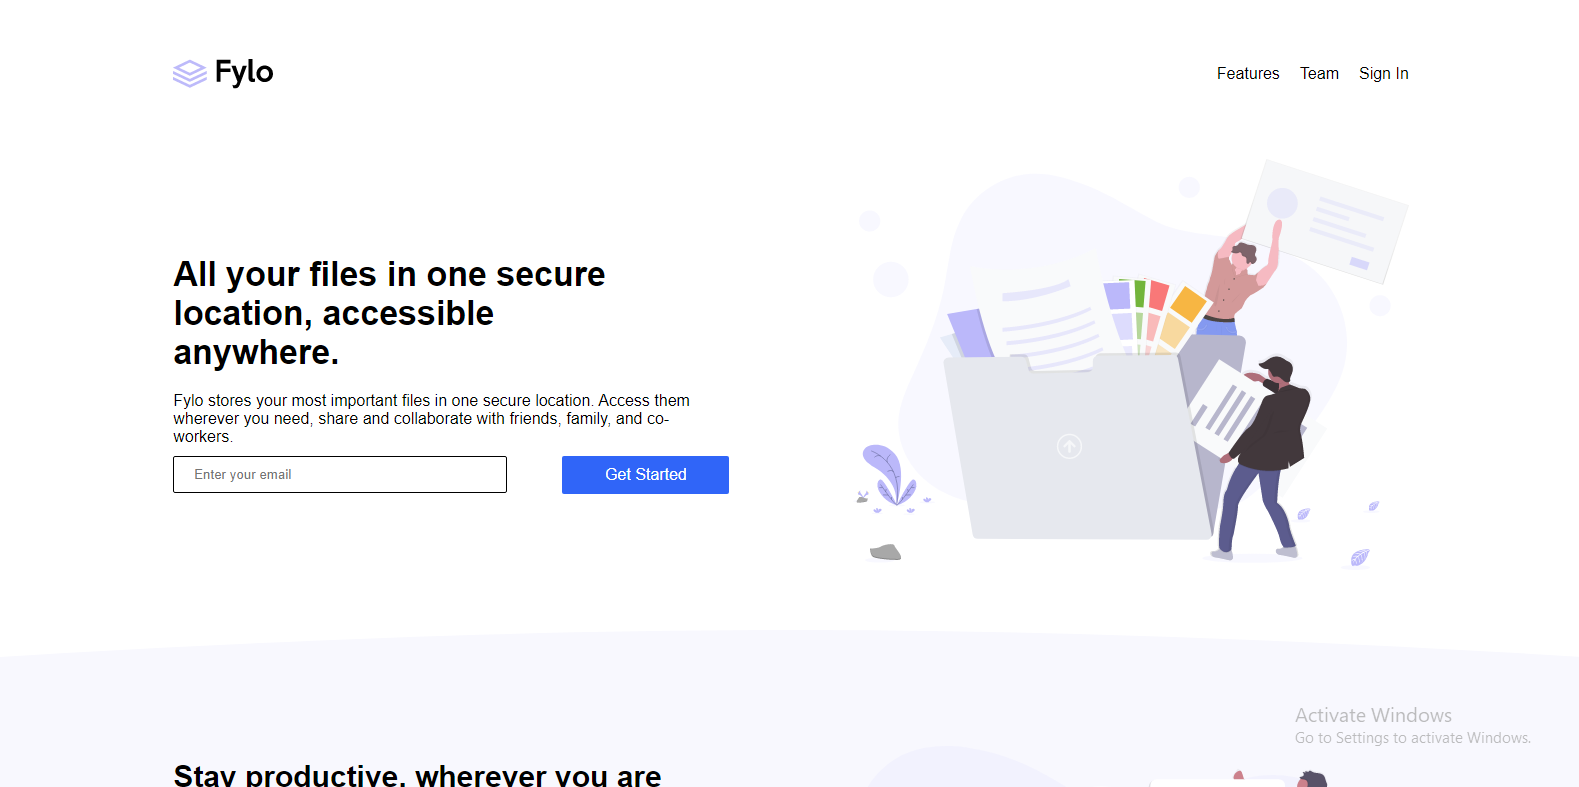 Fylo
Features Team Sign In
All your files in one secure
location, accessible
anywhere.
Fylo stores your most important files in one secure location. Access them
wherever you need, share and collaborate with friends, family, and co-
workers.
Enter your email
Get Started
Activate Windows
Go to Settings to activate Windows.
Stay productive, wherever you are